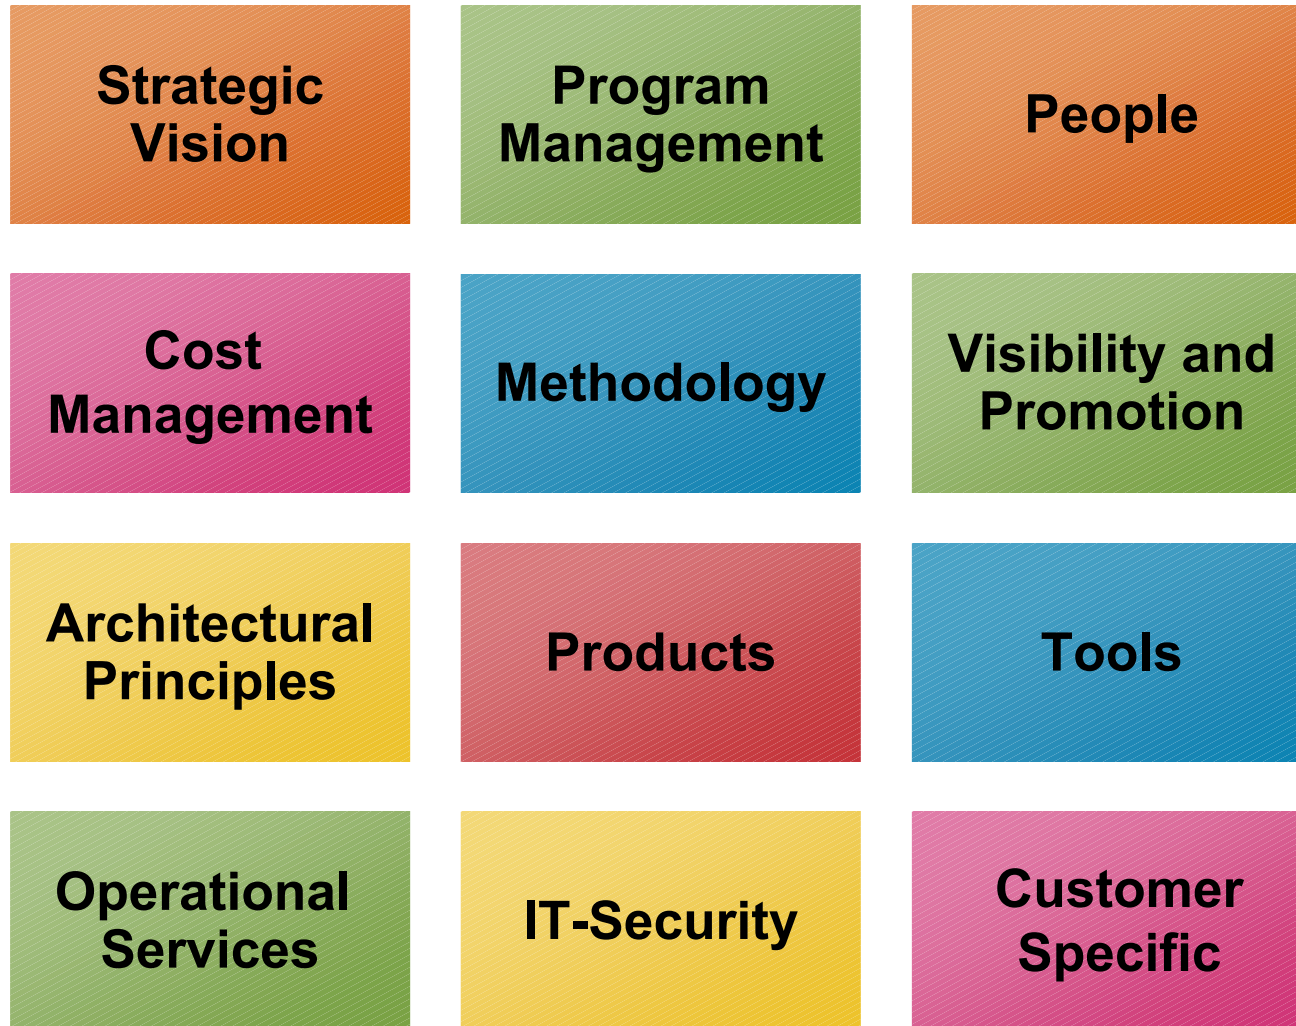 Strategic
Vision
Program
Management
People
Cost
Management
Methodology
Visibility and
Promotion
Architectural
Principles
Products
Tools
Operational
Services
IT-Security
Customer
Specific